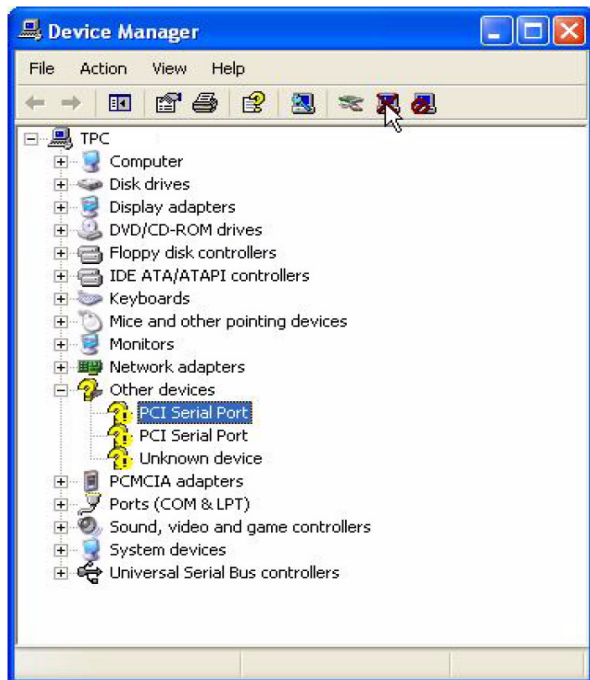 Device Manager
File Action View Help
TPC
Computer
Disk drives
Display adapters
DVD/CD-ROM drives
Floppy disk controllers
IDE ATA/ATAPI controllers
Keyboards
Mice and other pointing devices
Monitors
Network adapters
Other devices
PCI Serial Port
PCI Serial Port
Unknown device
PCMCIA adapters
Ports (COM & LPT)
Sound, video and game controllers
System devices
Universal Serial Bus controllers